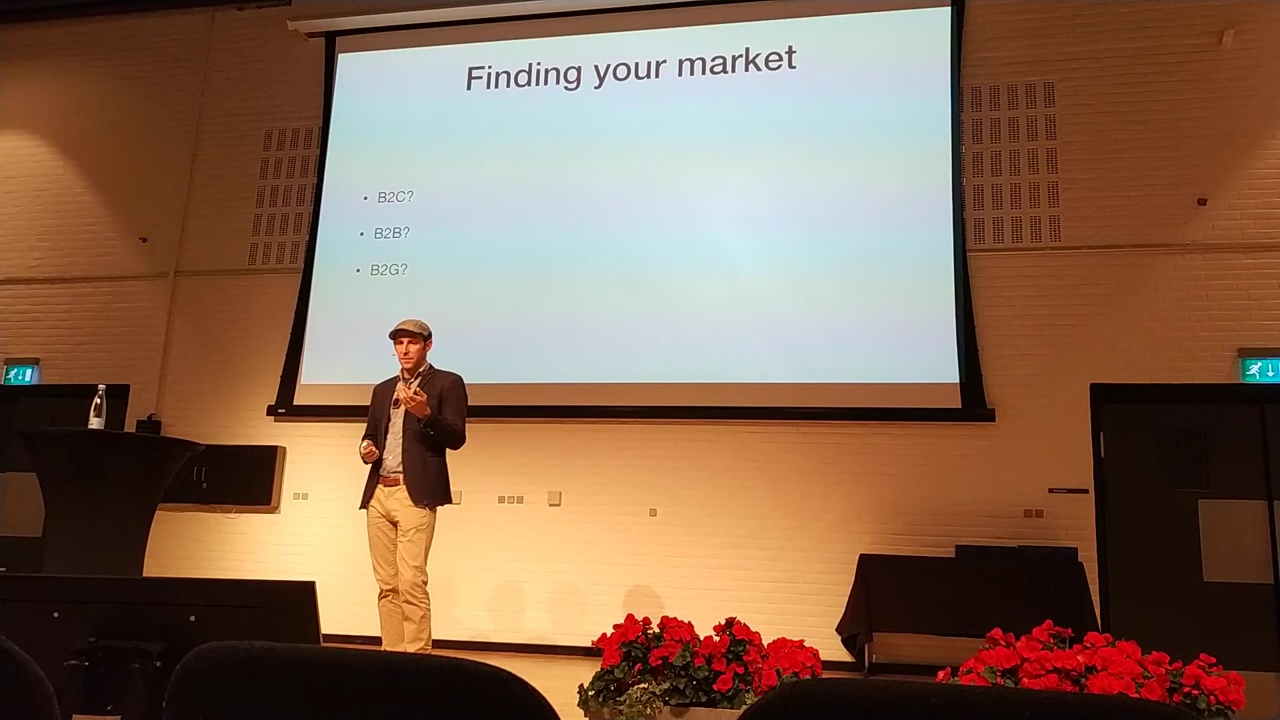 Finding your market
• B2C?
• B2B?
• B2G?